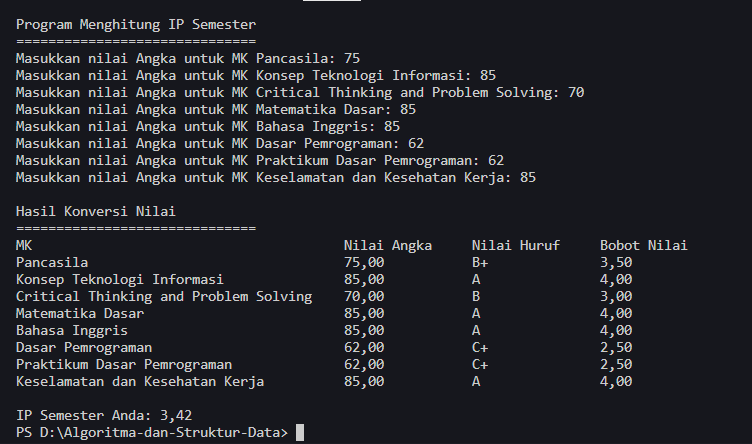 Program Menghitung IP Semester
==============================
Masukkan nilai Angka untuk MK Pancasila: 75
Masukkan nilai Angka untuk MK Konsep Teknologi Informasi: 85
Masukkan nilai Angka untuk MK Critical Thinking and Problem Solving: 70
Masukkan nilai Angka untuk MK Matematika Dasar: 85
Masukkan nilai Angka untuk MK Bahasa Inggris: 85
Masukkan nilai Angka untuk MK Dasar Pemrograman: 62
Masukkan nilai Angka untuk MK Praktikum Dasar Pemrograman: 62
Masukkan nilai Angka untuk MK Keselamatan dan Kesehatan Kerja: 85
Hasil Konversi Nilai
==============================
MK Nilai Angka Nilai Huruf Bobot Nilai
Pancasila 75,00 B+ 3,50
Konsep Teknologi Informasi 85,00 A 4,00
Critical Thinking and Problem Solving 70,00 B 3,00
Matematika Dasar 85,00 A 4,00
Bahasa Inggris 85,00 A 4,00
Dasar Pemrograman 62,00 C+ 2,50
Praktikum Dasar Pemrograman 62,00 C+ 2,50
Keselamatan dan Kesehatan Kerja 85,00 A 4,00
IP Semester Anda: 3,42
PS D:\Algoritma-dan-Struktur-Data>